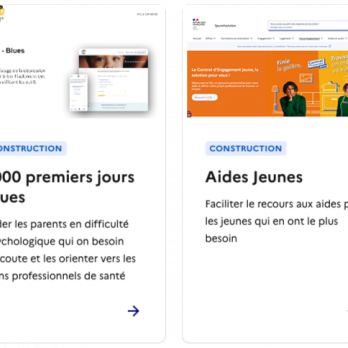 - Blues
CONSTRUCTION
000 premiers jours
ues
der les parents en difficulté
ychologique qui on besoin
coute et les orienter vers les
ns professionnels de santé
Le Contrat d'Engagement Jeune, la
solution pour vous !
CONSTRUCTION
Aides Jeunes
Faciliter le recours aux aides p
les jeunes qui en ont le plus
besoin